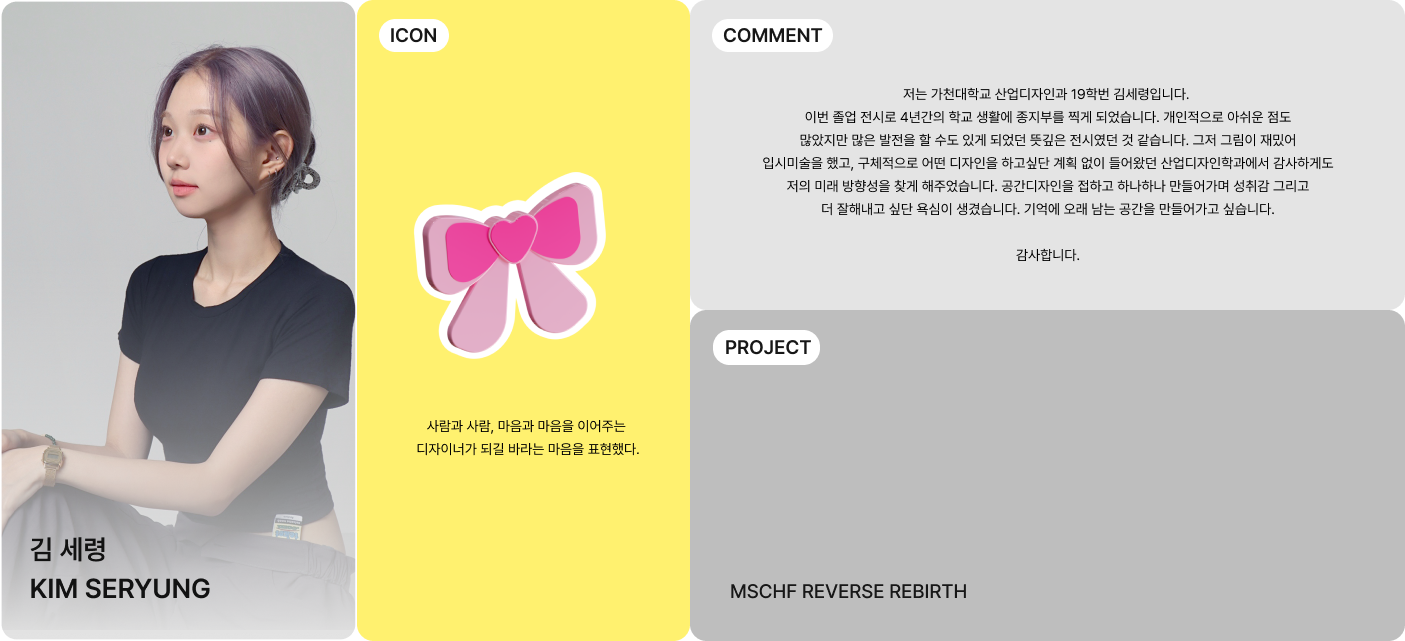 김 세령
KIM SERYUNG
ICON
사람과 사람, 마음과 마음을 이어주는
디자이너가 되길 바라는 마음을 표현했다.
COMMENT
저는 가천대학교 산업디자인과 19학번 김세령입니다.
이번 졸업 전시로 4년간의 학교 생활에 종지부를 찍게 되었습니다. 개인적으로 아쉬운 점도
많았지만 많은 발전을 할 수도 있게 되었던 뜻깊은 전시였던 것 같습니다. 그저 그림이 재밌어
입시미술을 했고, 구체적으로 어떤 디자인을 하고싶단 계획 없이 들어왔던 산업디자인학과에서 감사하게도
저의 미래 방향성을 찾게 해주었습니다. 공간디자인을 접하고 하나하나 만들어가며 성취감 그리고
더 잘해내고 싶단 욕심이 생겼습니다. 기억에 오래 남는 공간을 만들어가고 싶습니다.
감사합니다.
PROJECT
MSCHF REVERSE REBIRTH